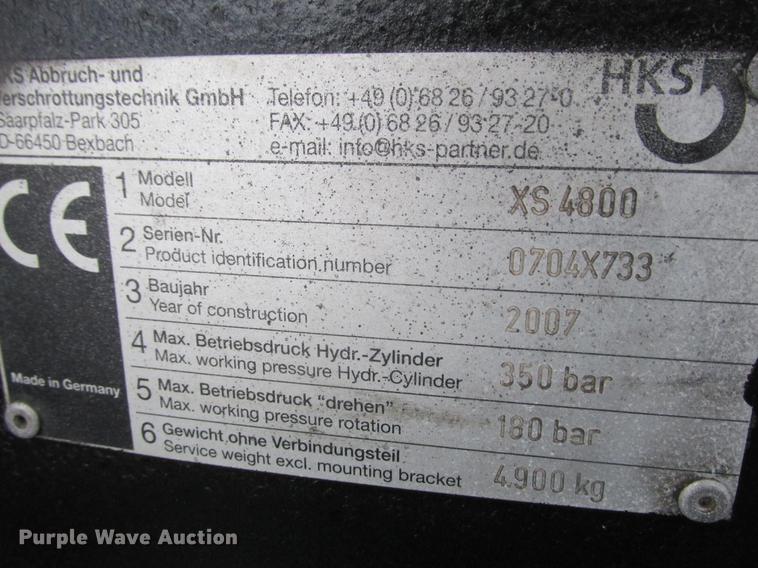 KS Abbruch- und
erschrottungstechnik GmbH
Saarpfalz-Park 305
D-66450 Bexbach
Telefon: +49 (0) 68 26 / 93 27-0
FAX: +49 (0) 68 26 / 93 27-20
e-mail: info@hks-partner.de
HKS
CE
Made in Germany
1 Modell
Model
XS 4800
2 Serien-Nr.
Product identification number
0704X733
3 Baujahr
Year of construction
2007
4 Max. Betriebsdruck Hydr.-Zylinder
Max. working pressure Hydr.-Cylinder
350 bar
5 Max. Betriebsdruck "drehen"
Max. working pressure rotation
180 bar
6 Gewicht ohne Verbindungsteil
Service weight excl. mounting bracket
4.900 kg
Purple Wave Auction